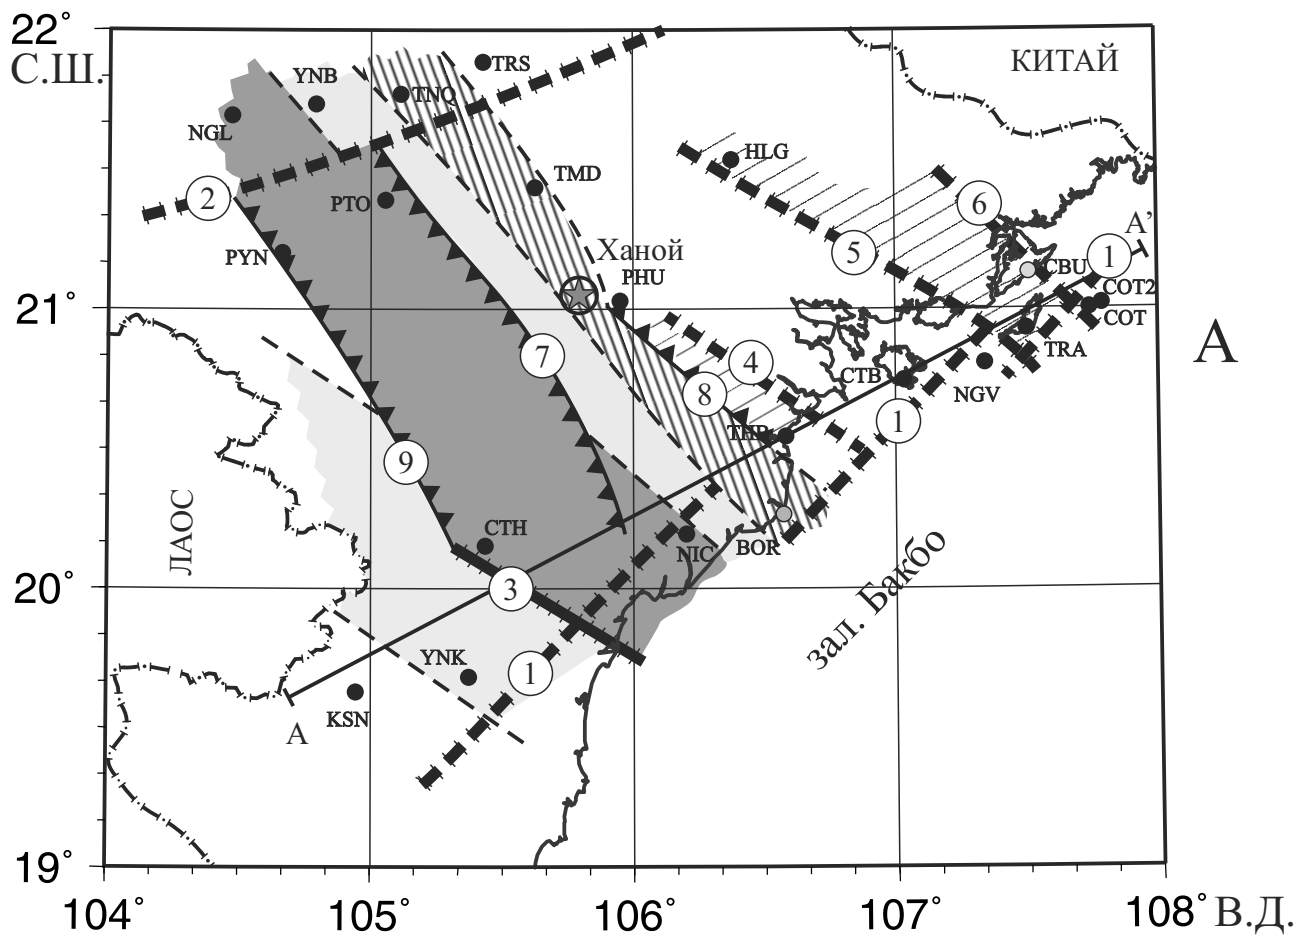 22°
С.Ш.
КИТАЙ
YNB
TRS
TNQ
NGL
HLG
TMD
2
PTO
6
А'
5
Ханой
PYN
1
CBU
PHU
COT2
21°
COT
А
TRA
7
4
CTB
8
NGV
1
THB
9
ЛАОС
CTH
NIC
BOR
зал. Бакбо
20°
3
YNK
1
KSN
А
19°
104°
105°
106°
107°
108°
В.Д.